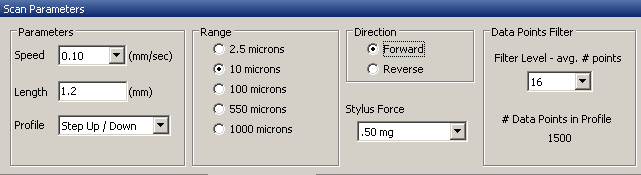 Scan Parameters
Parameters
Speed 0.10 (mm/sec)
Length 1.2 (mm)
Profile Step Up / Down
Range
2.5 microns
10 microns
100 microns
550 microns
1000 microns
Direction
Forward
Reverse
Stylus Force
.50 mg
Data Points Filter
Filter Level - avg. # points
16
# Data Points in Profile
1500